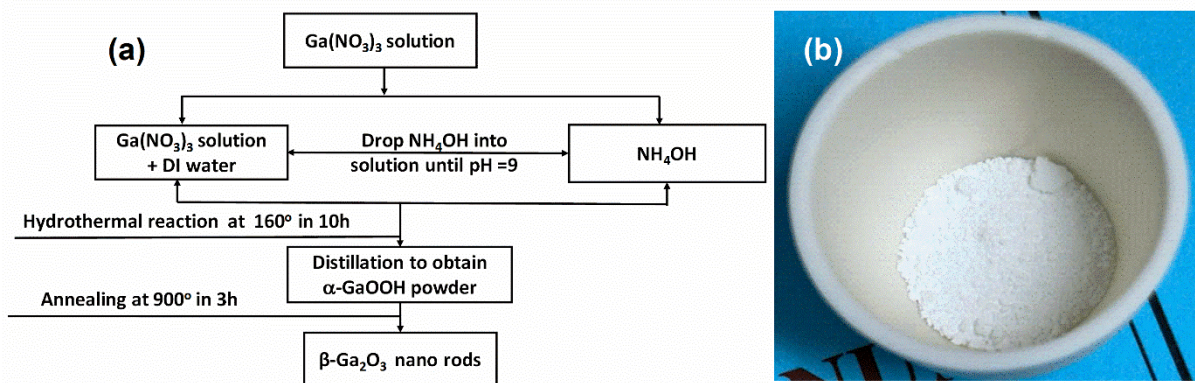 (a)
Ga(NO₃)₃ solution
Ga(NO₃)₃ solution
+ DI water
Drop NH₄OH into
solution until pH =9
NH₄OH
Hydrothermal reaction at 160° in 10h
Distillation to obtain
α-GaOOH powder
Annealing at 900° in 3h
β-Ga₂O₃ nano rods
(b)